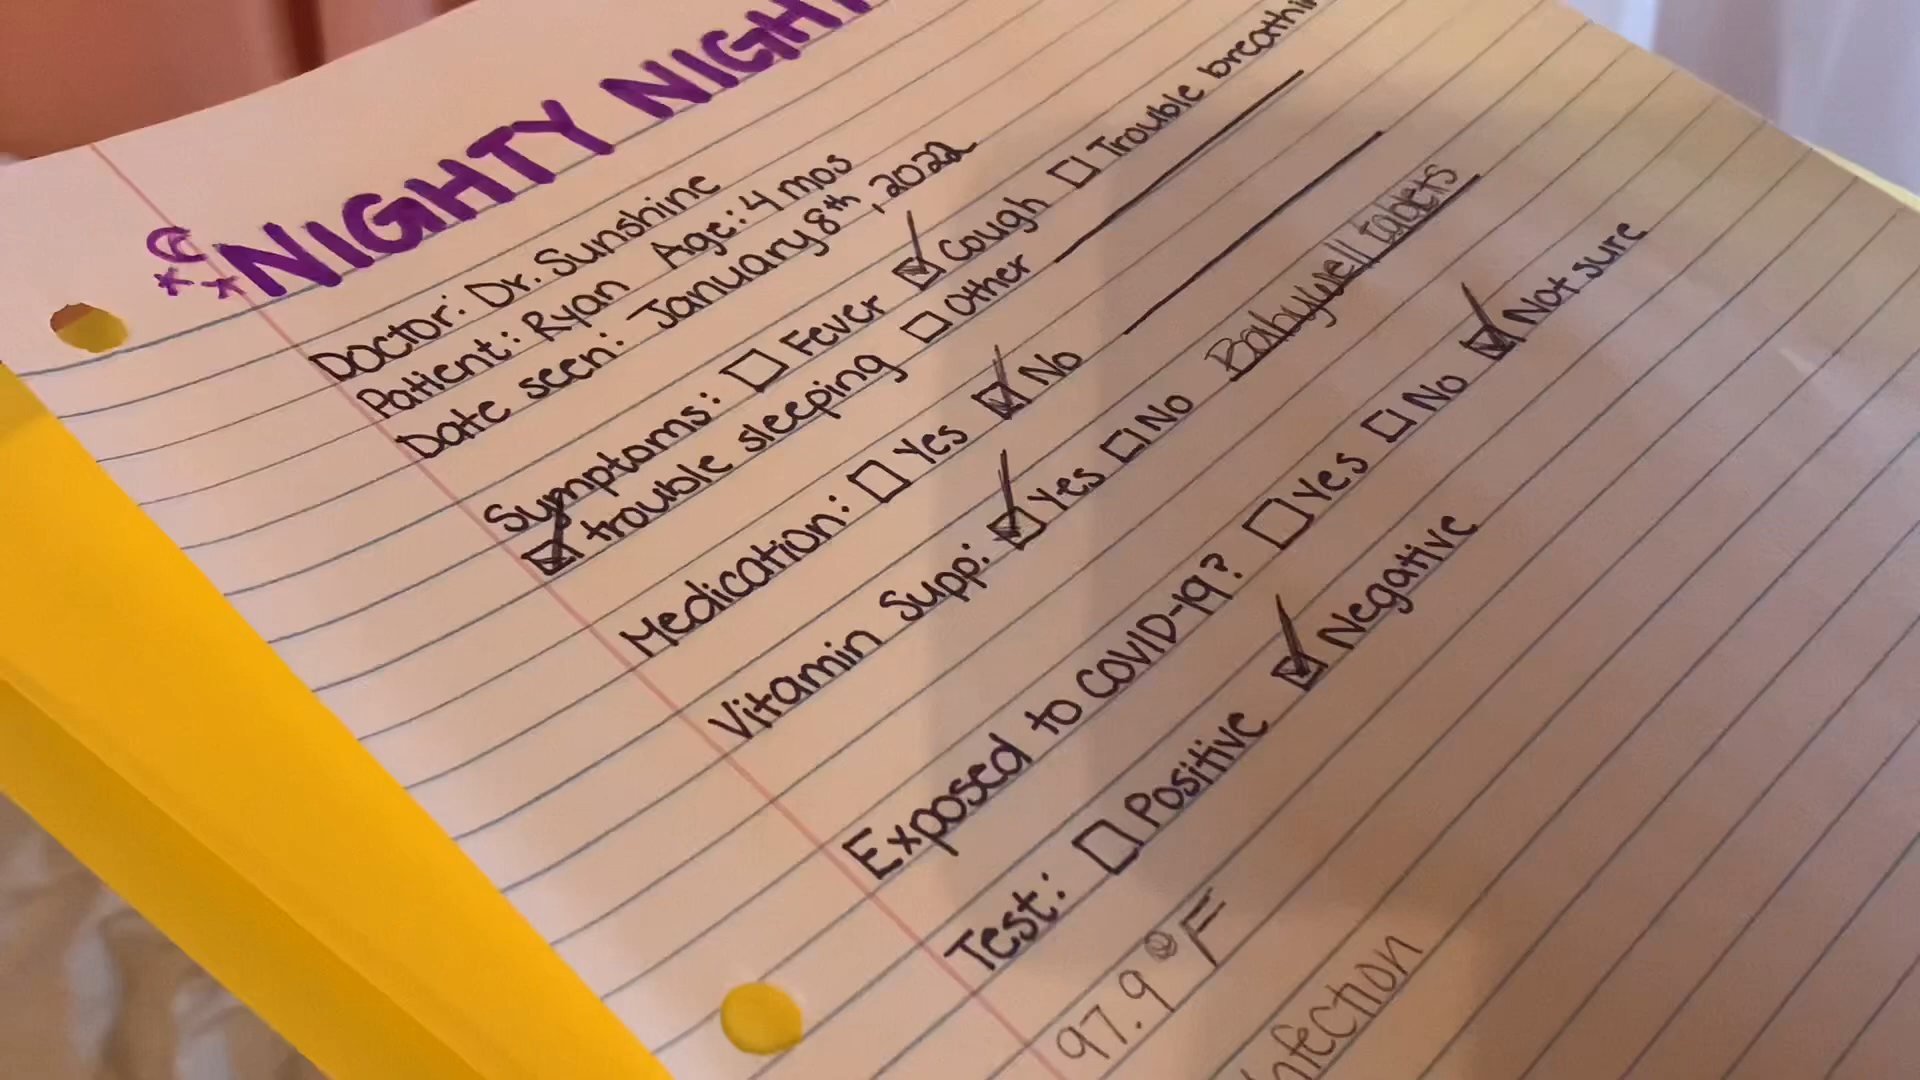 NIGHTY NIGHT
Doctor: Dr. Sunshine
Patient: Ryan Age: 4 mos
Date seen: January 8th, 2022
Symptoms: ☐ Fever ☑ Cough ☐ Trouble breathin
☑ trouble sleeping ☐ Other
Medication: ☐ Yes ☑ No
Vitamin Supp: ☑ Yes ☐ No Babywell tablets
Exposed to COVID-19? ☐ Yes ☐ No ☑ Not sure
Test: ☐ Positive ☑ Negative
97.9 °F
nfection